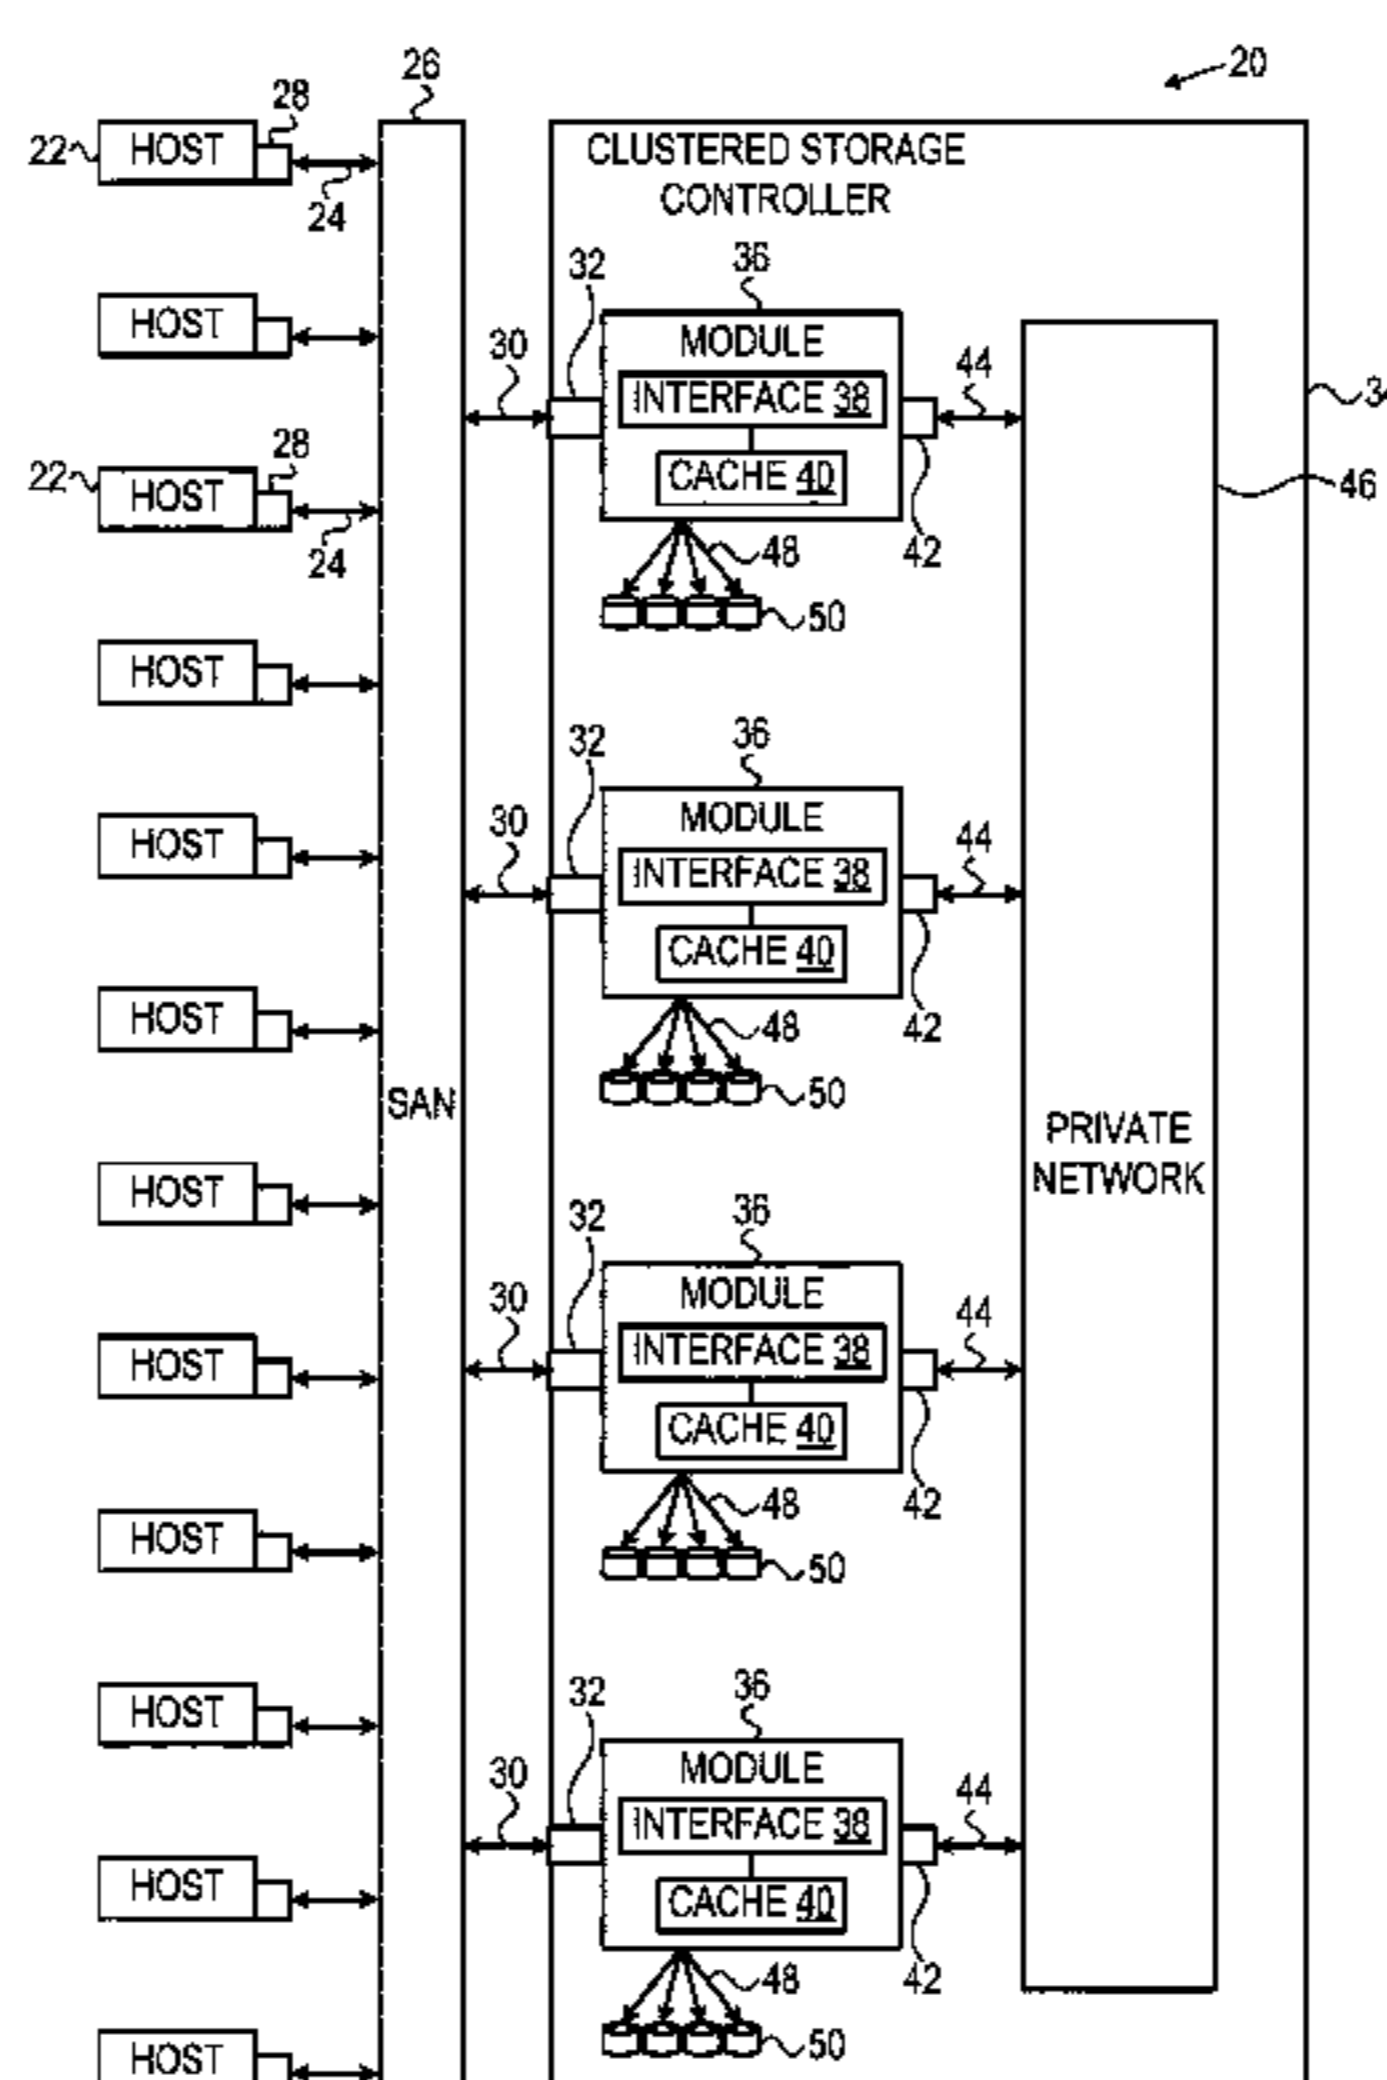 26
20
28
22 HOST
24
CLUSTERED STORAGE
CONTROLLER
HOST
32
36
MODULE
30
INTERFACE 38
44
CACHE 40
28
22 HOST
24
46
48
42
50
HOST
32
36
HOST
30
MODULE
44
INTERFACE 38
CACHE 40
HOST
48
42
50
SAN
PRIVATE
NETWORK
HOST
32
36
HOST
30
MODULE
44
INTERFACE 38
CACHE 40
HOST
48
42
50
HOST
32
36
30
MODULE
44
INTERFACE 38
HOST
CACHE 40
48
42
HOST
50